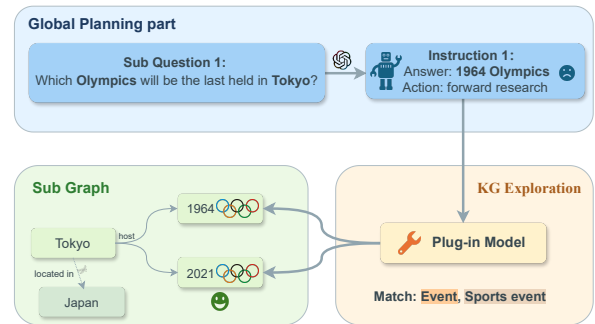 Global Planning part
Sub Question 1:
Which Olympics will be the last held in Tokyo?
Instruction 1:
Answer: 1964 Olympics
Action: forward research
Sub Graph
KG Exploration
1964
host
Tokyo
Plug-in Model
2021
located in
Japan
Match: Event, Sports event